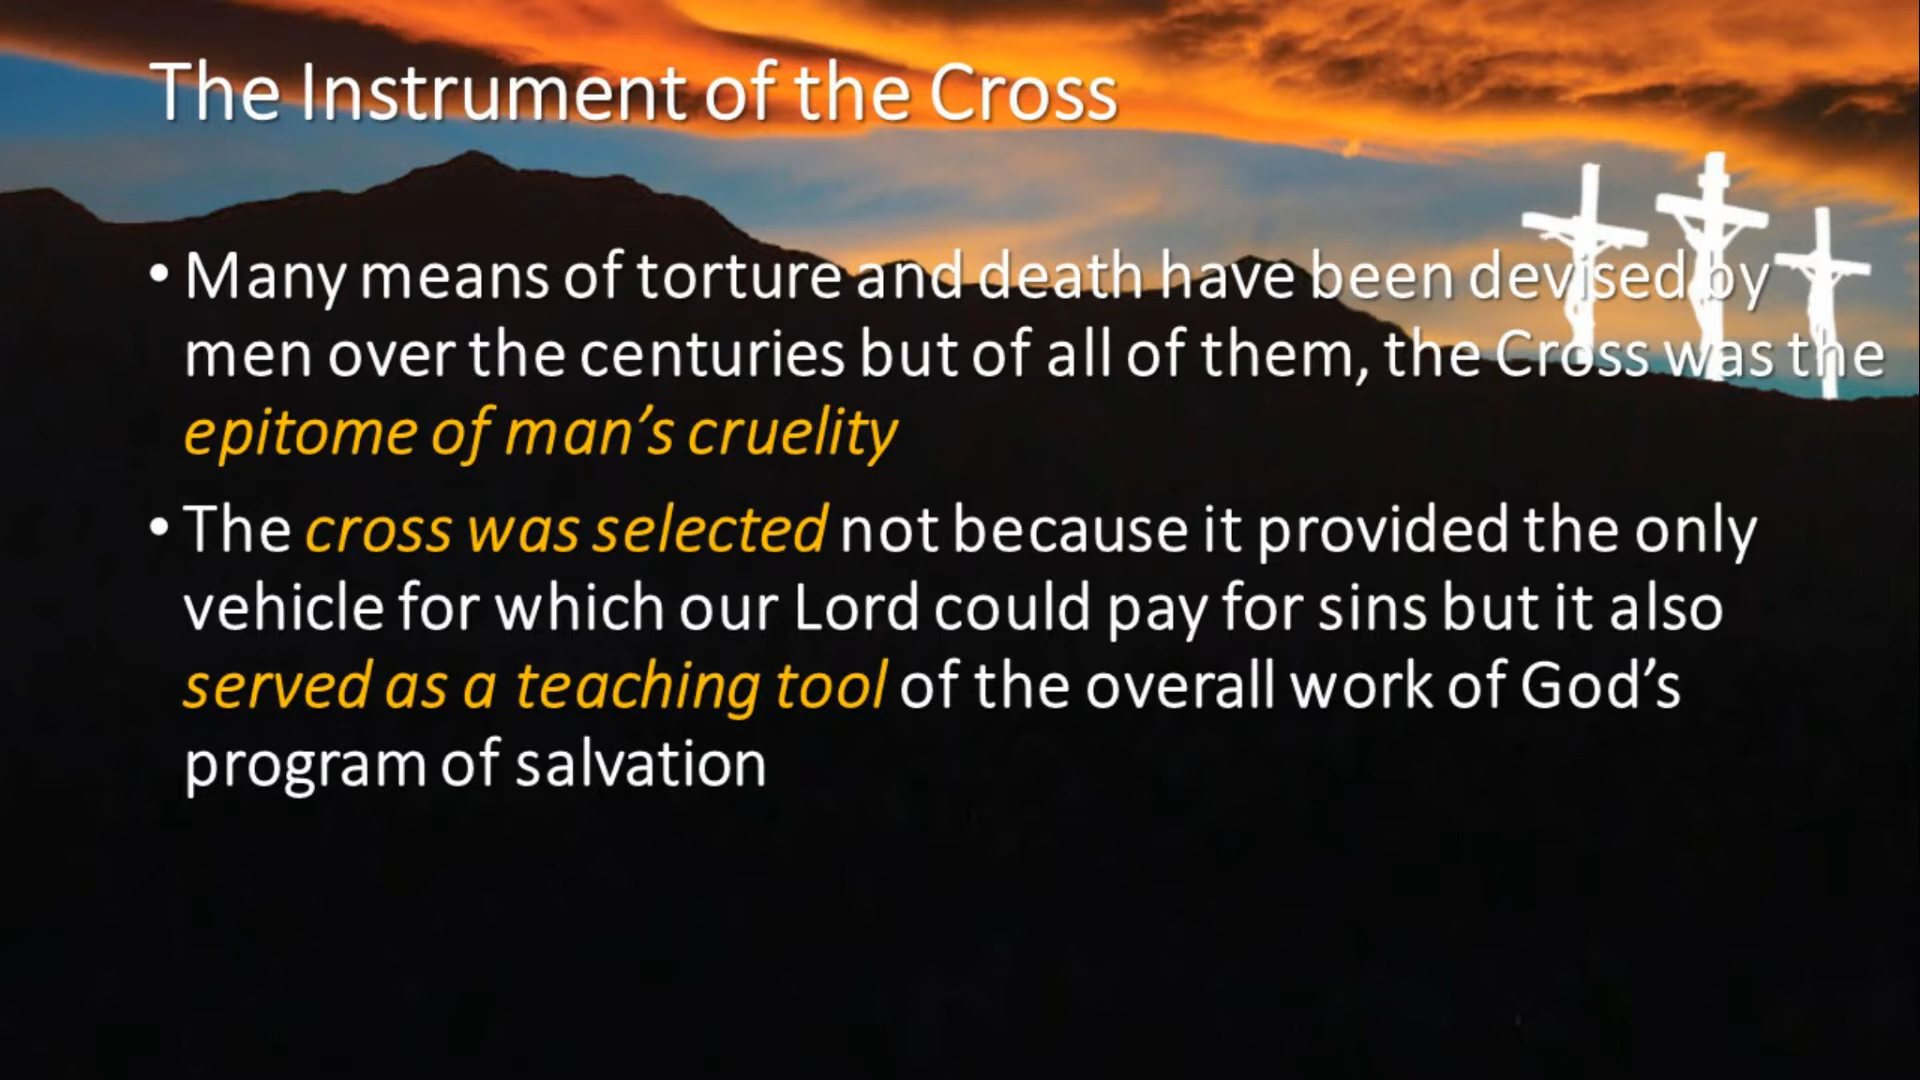 The Instrument of the Cross
• Many means of torture and death have been devised by
men over the centuries but of all of them, the Cross was the
epitome of man’s cruelity
• The cross was selected not because it provided the only
vehicle for which our Lord could pay for sins but it also
served as a teaching tool of the overall work of God’s
program of salvation